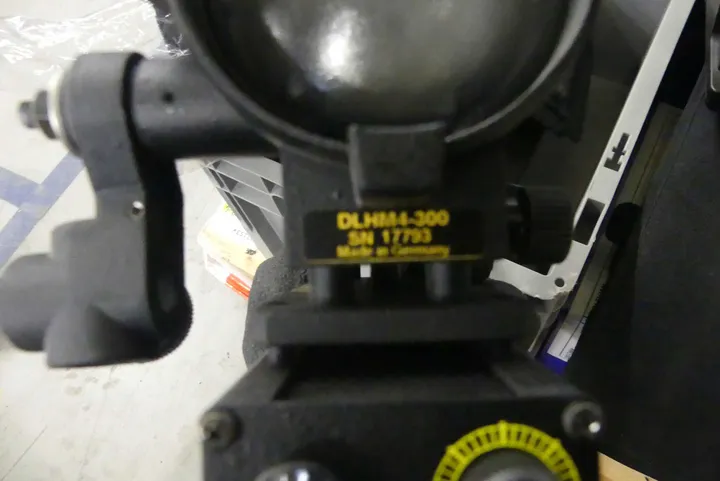 DLHM4-300
SN 17793
Made in Germany